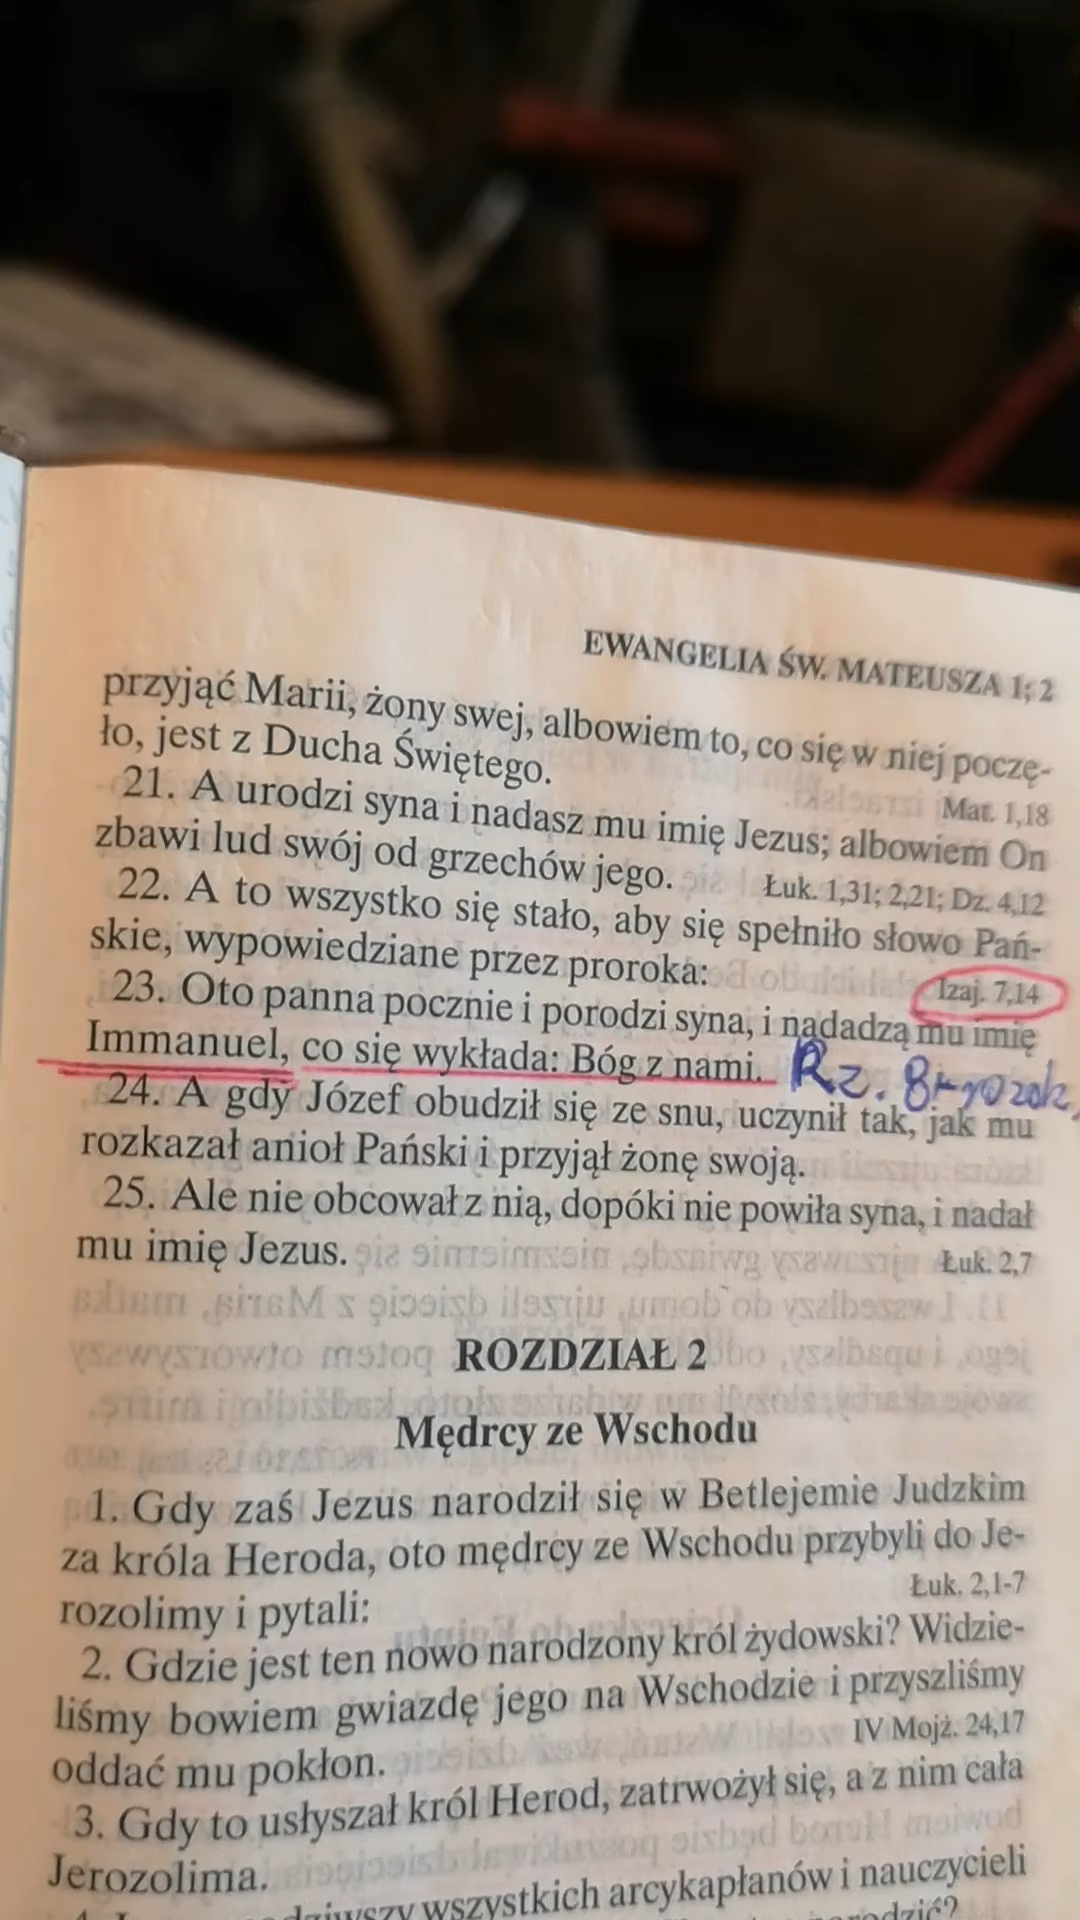 EWANGELIA ŚW. MATEUSZA 1; 2
przyjąć Marii, żony swej, albowiem to, co się w niej poczę-
ło, jest z Ducha Świętego.
Mat. 1,18
21. A urodzi syna i nadasz mu imię Jezus; albowiem On
zbawi lud swój od grzechów jego.
Łuk. 1,31; 2,21; Dz. 4,12
22. A to wszystko się stało, aby się spełniło słowo Pań-
skie, wypowiedziane przez proroka:
Izaj. 7,14
23. Oto panna pocznie i porodzi syna, i nadadzą mu imię
Immanuel, co się wykłada: Bóg z nami. Rz.
24. A gdy Józef obudził się ze snu, uczynił tak, jak mu
rozkazał anioł Pański i przyjął żonę swoją.
25. Ale nie obcował z nią, dopóki nie powiła syna, i nadał
mu imię Jezus.
Łuk. 2,7
ROZDZIAŁ 2
Mędrcy ze Wschodu
1. Gdy zaś Jezus narodził się w Betlejemie Judzkim
za króla Heroda, oto mędrcy ze Wschodu przybyli do Je-
rozolimy i pytali:
Łuk. 2,1-7
2. Gdzie jest ten nowo narodzony król żydowski? Widzie-
liśmy bowiem gwiazdę jego na Wschodzie i przyszliśmy
oddać mu pokłon.
IV Mojż. 24,17
3. Gdy to usłyszał król Herod, zatrwożył się, a z nim cała
Jerozolima.
wszystkich arcykapłanów i nauczycieli